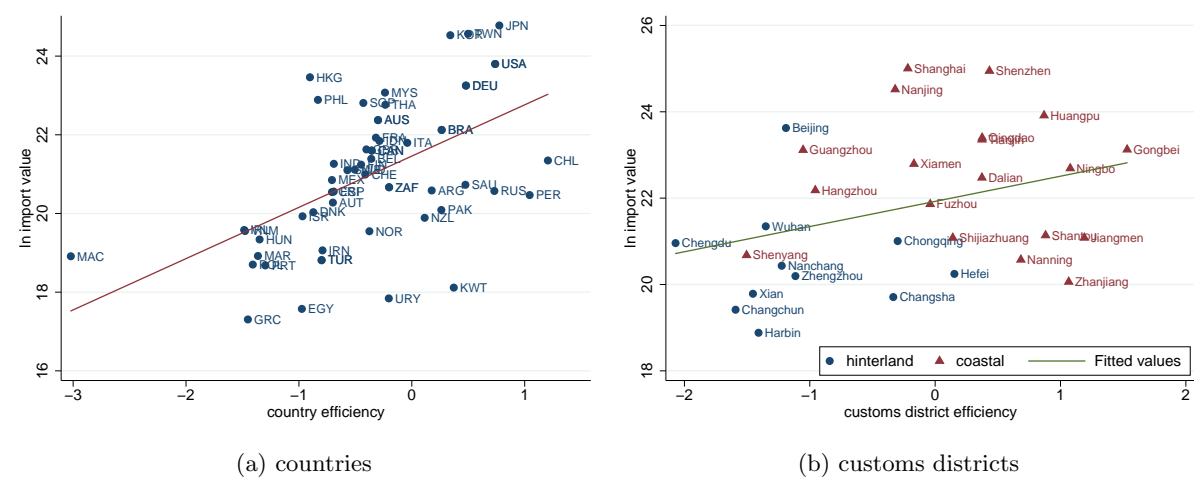 JPN
KOR
TWN
24
USA
HKG
DEU
MYS
PHL
SGP
THA
AUS
22
BRA
FRA
IDN
ITA
CAN
BEL
IND
CHL
CHE
MEX
ZAF
SAU
ARG
RUS
PER
ESP
AUT
PAK
20
DNK
ISR
NZL
NOR
HUN
IRN
MAR
TUR
PRT
MAC
18
KWT
URY
EGY
GRC
16
ln import value
−3 −2 −1 0 1
country efficiency
(a) countries
26
Shanghai
Shenzhen
Nanjing
24
Huangpu
Beijing
Qingdao
Tianjin
Guangzhou
Gongbei
Xiamen
Ningbo
Dalian
Hangzhou
22
Fuzhou
Wuhan
Shijiazhuang
Shantou
Jiangmen
Chengdu
Chongqing
Shenyang
Nanning
Nanchang
Zhengzhou
Hefei
Zhanjiang
20
Xian
Changsha
Changchun
Harbin
hinterland coastal Fitted values
18
ln import value
−2 −1 0 1 2
customs district efficiency
(b) customs districts